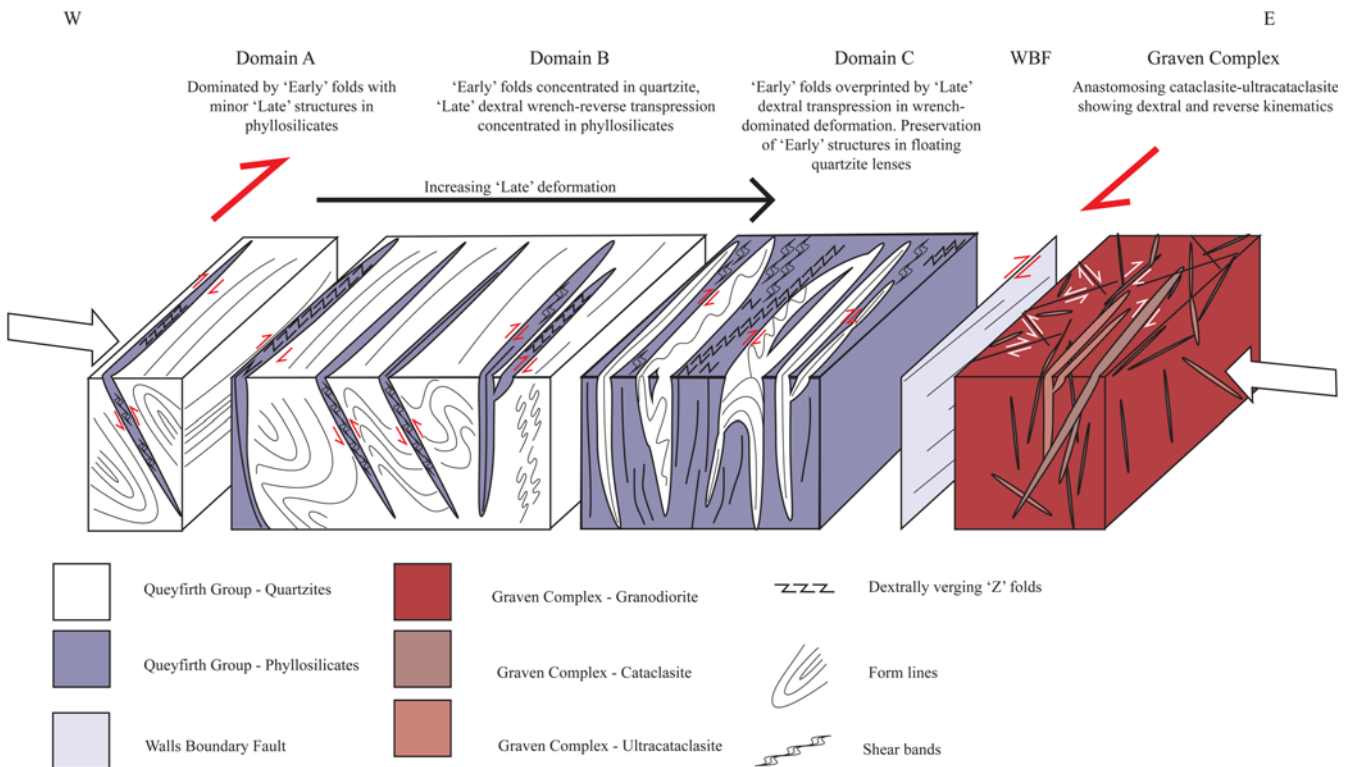 W
E
Domain A
Dominated by ‘Early’ folds with
minor ‘Late’ structures in
phyllosilicates
Domain B
‘Early’ folds concentrated in quartzite,
‘Late’ dextral wrench-reverse transpression
concentrated in phyllosilicates
Domain C
‘Early’ folds overprinted by ‘Late’
dextral transpression in wrench-
dominated deformation. Preservation
of ‘Early’ structures in floating
quartzite lenses
WBF
Graven Complex
Anastomosing cataclasite-ultracataclasite
showing dextral and reverse kinematics
Increasing ‘Late’ deformation
Queyfirth Group - Quartzites
Queyfirth Group - Phyllosilicates
Walls Boundary Fault
Graven Complex - Granodiorite
Graven Complex - Cataclasite
Graven Complex - Ultracataclasite
Dextrally verging ‘Z’ folds
Form lines
Shear bands